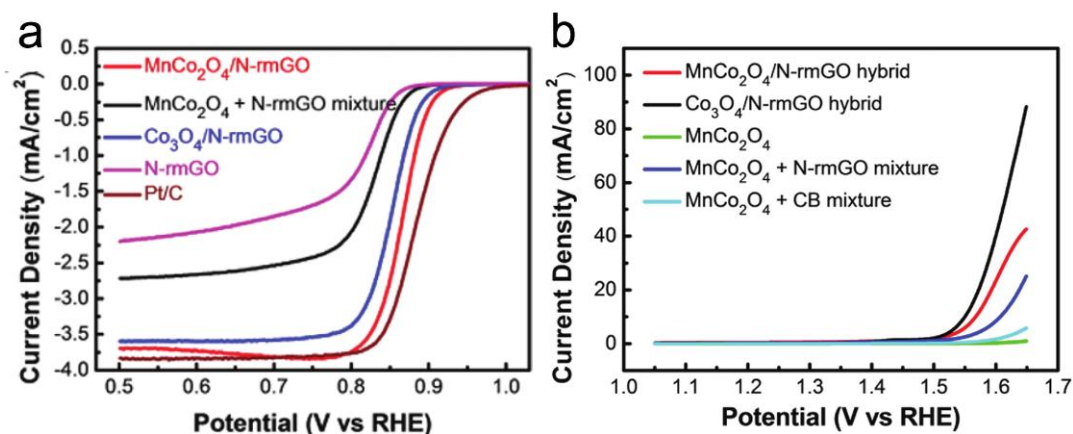 a
0.5
0.0
-0.5
-1.0
-1.5
-2.0
-2.5
-3.0
-3.5
-4.0
Current Density (mA/cm²)
MnCo₂O₄/N-rmGO
MnCo₂O₄ + N-rmGO mixture
Co₃O₄/N-rmGO
N-rmGO
Pt/C
0.5 0.6 0.7 0.8 0.9 1.0
Potential (V vs RHE)
b
100
80
60
40
20
0
Current Density (mA/cm²)
MnCo₂O₄/N-rmGO hybrid
Co₃O₄/N-rmGO hybrid
MnCo₂O₄
MnCo₂O₄ + N-rmGO mixture
MnCo₂O₄ + CB mixture
1.0 1.1 1.2 1.3 1.4 1.5 1.6 1.7
Potential (V vs RHE)